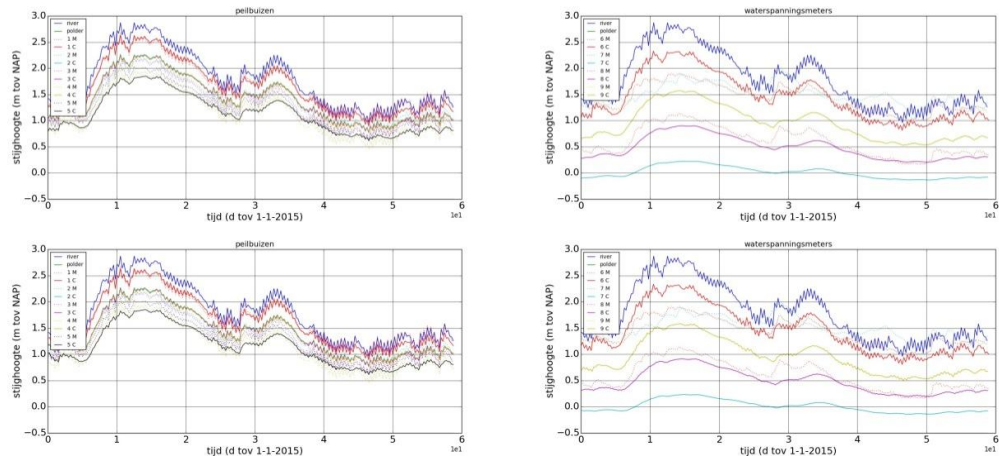 peilbuizen
3.0
2.5
2.0
1.5
1.0
0.5
0.0
−0.5
stijghoogte (m tov NAP)
river
polder
1 M
1 C
2 M
2 C
3 M
3 C
4 M
4 C
5 M
5 C
0 1 2 3 4 5 6
1e1
tijd (d tov 1-1-2015)
waterspanningsmeters
3.0
2.5
2.0
1.5
1.0
0.5
0.0
−0.5
stijghoogte (m tov NAP)
river
polder
6 M
6 C
7 M
7 C
8 M
8 C
9 M
9 C
0 1 2 3 4 5 6
1e1
tijd (d tov 1-1-2015)
peilbuizen
3.0
2.5
2.0
1.5
1.0
0.5
0.0
−0.5
stijghoogte (m tov NAP)
river
polder
1 M
1 C
2 M
2 C
3 M
3 C
4 M
4 C
5 M
5 C
0 1 2 3 4 5 6
1e1
tijd (d tov 1-1-2015)
waterspanningsmeters
3.0
2.5
2.0
1.5
1.0
0.5
0.0
−0.5
stijghoogte (m tov NAP)
river
polder
6 M
6 C
7 M
7 C
8 M
8 C
9 M
9 C
0 1 2 3 4 5 6
1e1
tijd (d tov 1-1-2015)